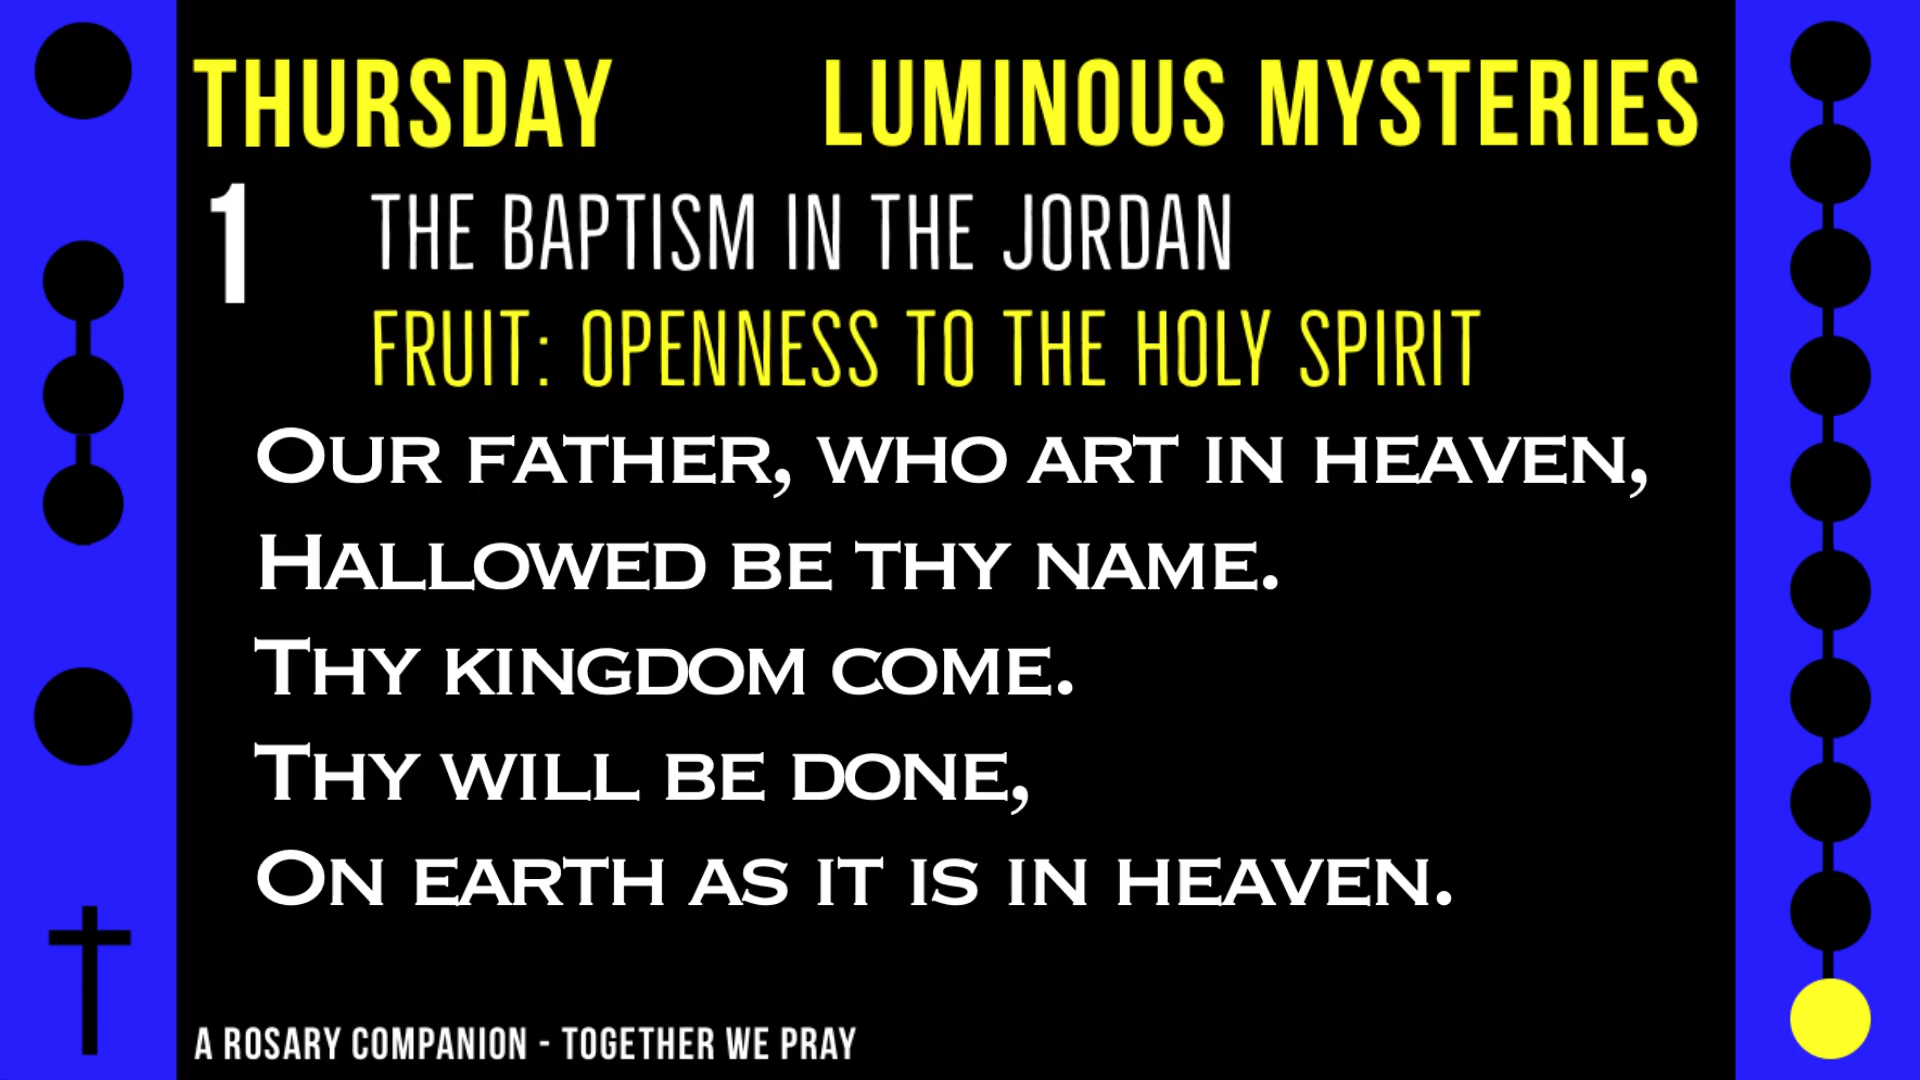 THURSDAY LUMINOUS MYSTERIES
1 THE BAPTISM IN THE JORDAN
FRUIT: OPENNESS TO THE HOLY SPIRIT
OUR FATHER, WHO ART IN HEAVEN,
HALLOWED BE THY NAME.
THY KINGDOM COME.
THY WILL BE DONE,
ON EARTH AS IT IS IN HEAVEN.
A ROSARY COMPANION - TOGETHER WE PRAY